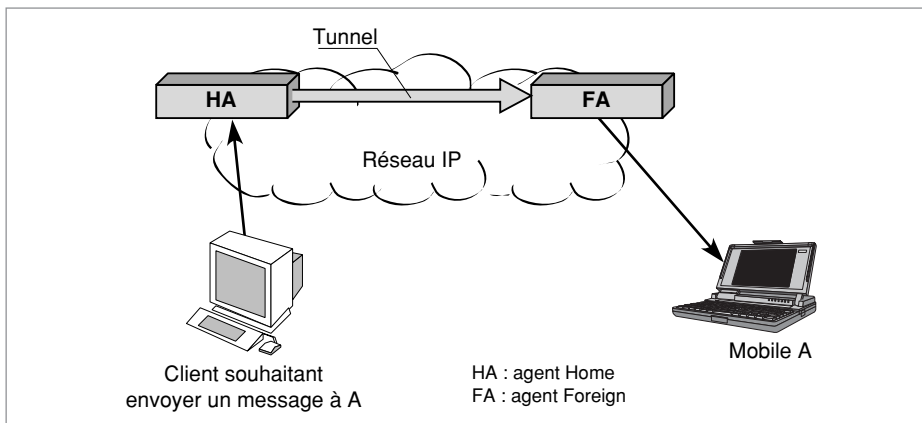 Tunnel
HA
FA
Réseau IP
Mobile A
Client souhaitant
envoyer un message à A
HA : agent Home
FA : agent Foreign